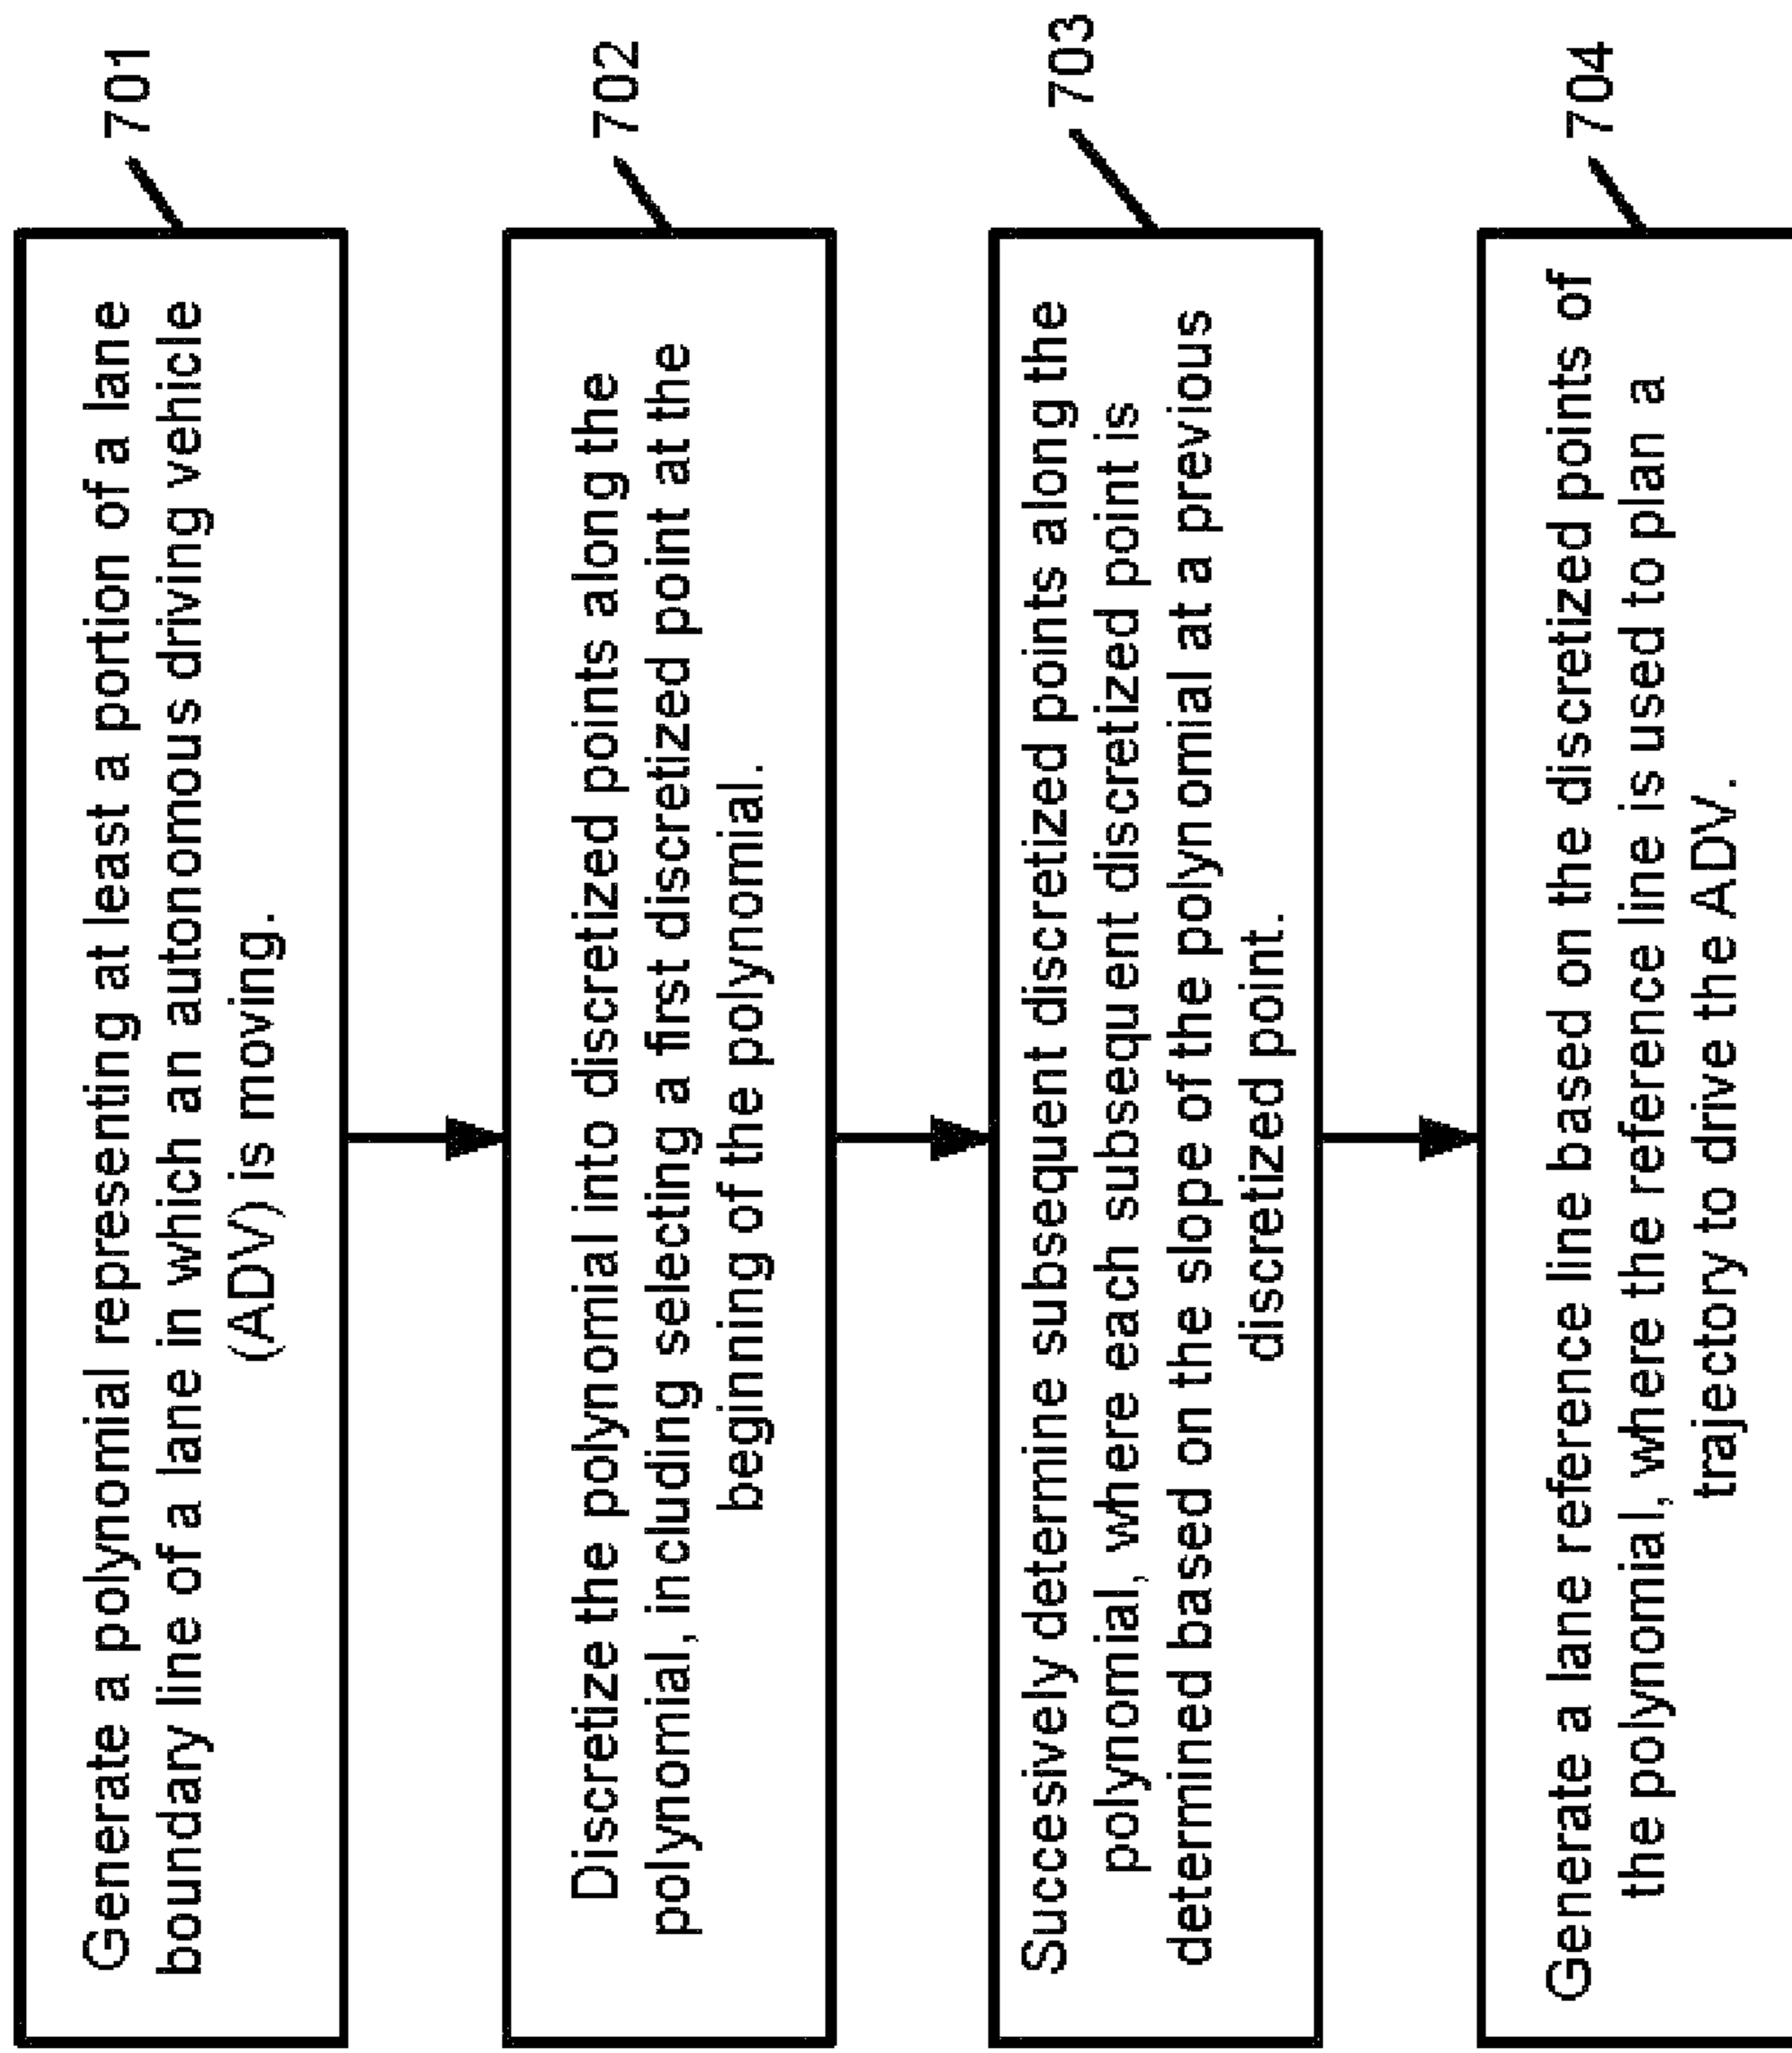 701
Generate a polynomial representing at least a portion of a lane
boundary line of a lane in which an autonomous driving vehicle
(ADV) is moving.
702
Discretize the polynomial into discretized points along the
polynomial, including selecting a first discretized point at the
beginning of the polynomial.
703
Succesively determine subsequent discretized points along the
polynomial, where each subsequent discretized point is
determined based on the slope of the polynomial at a previous
discretized point.
704
Generate a lane reference line based on the discretized points of
the polynomial, where the reference line is used to plan a
trajectory to drive the ADV.